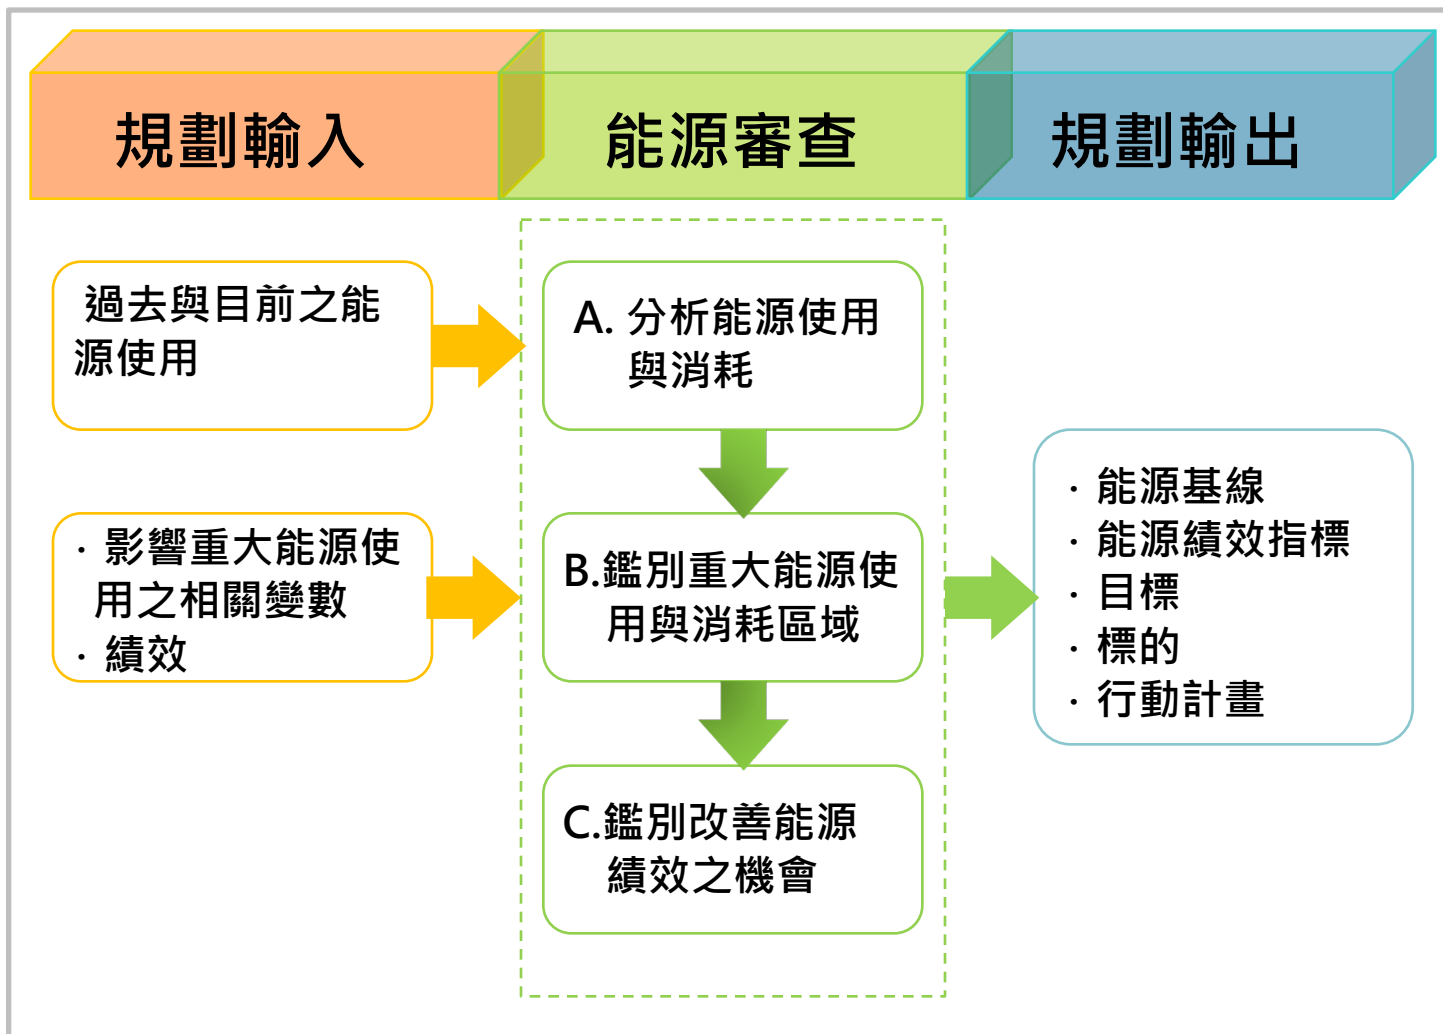 規劃輸入
能源審查
規劃輸出
過去與目前之能
源使用
· 影響重大能源使
用之相關變數
· 績效
A. 分析能源使用
與消耗
B.鑑別重大能源使
用與消耗區域
C.鑑別改善能源
績效之機會
· 能源基線
· 能源績效指標
· 目標
· 標的
· 行動計畫